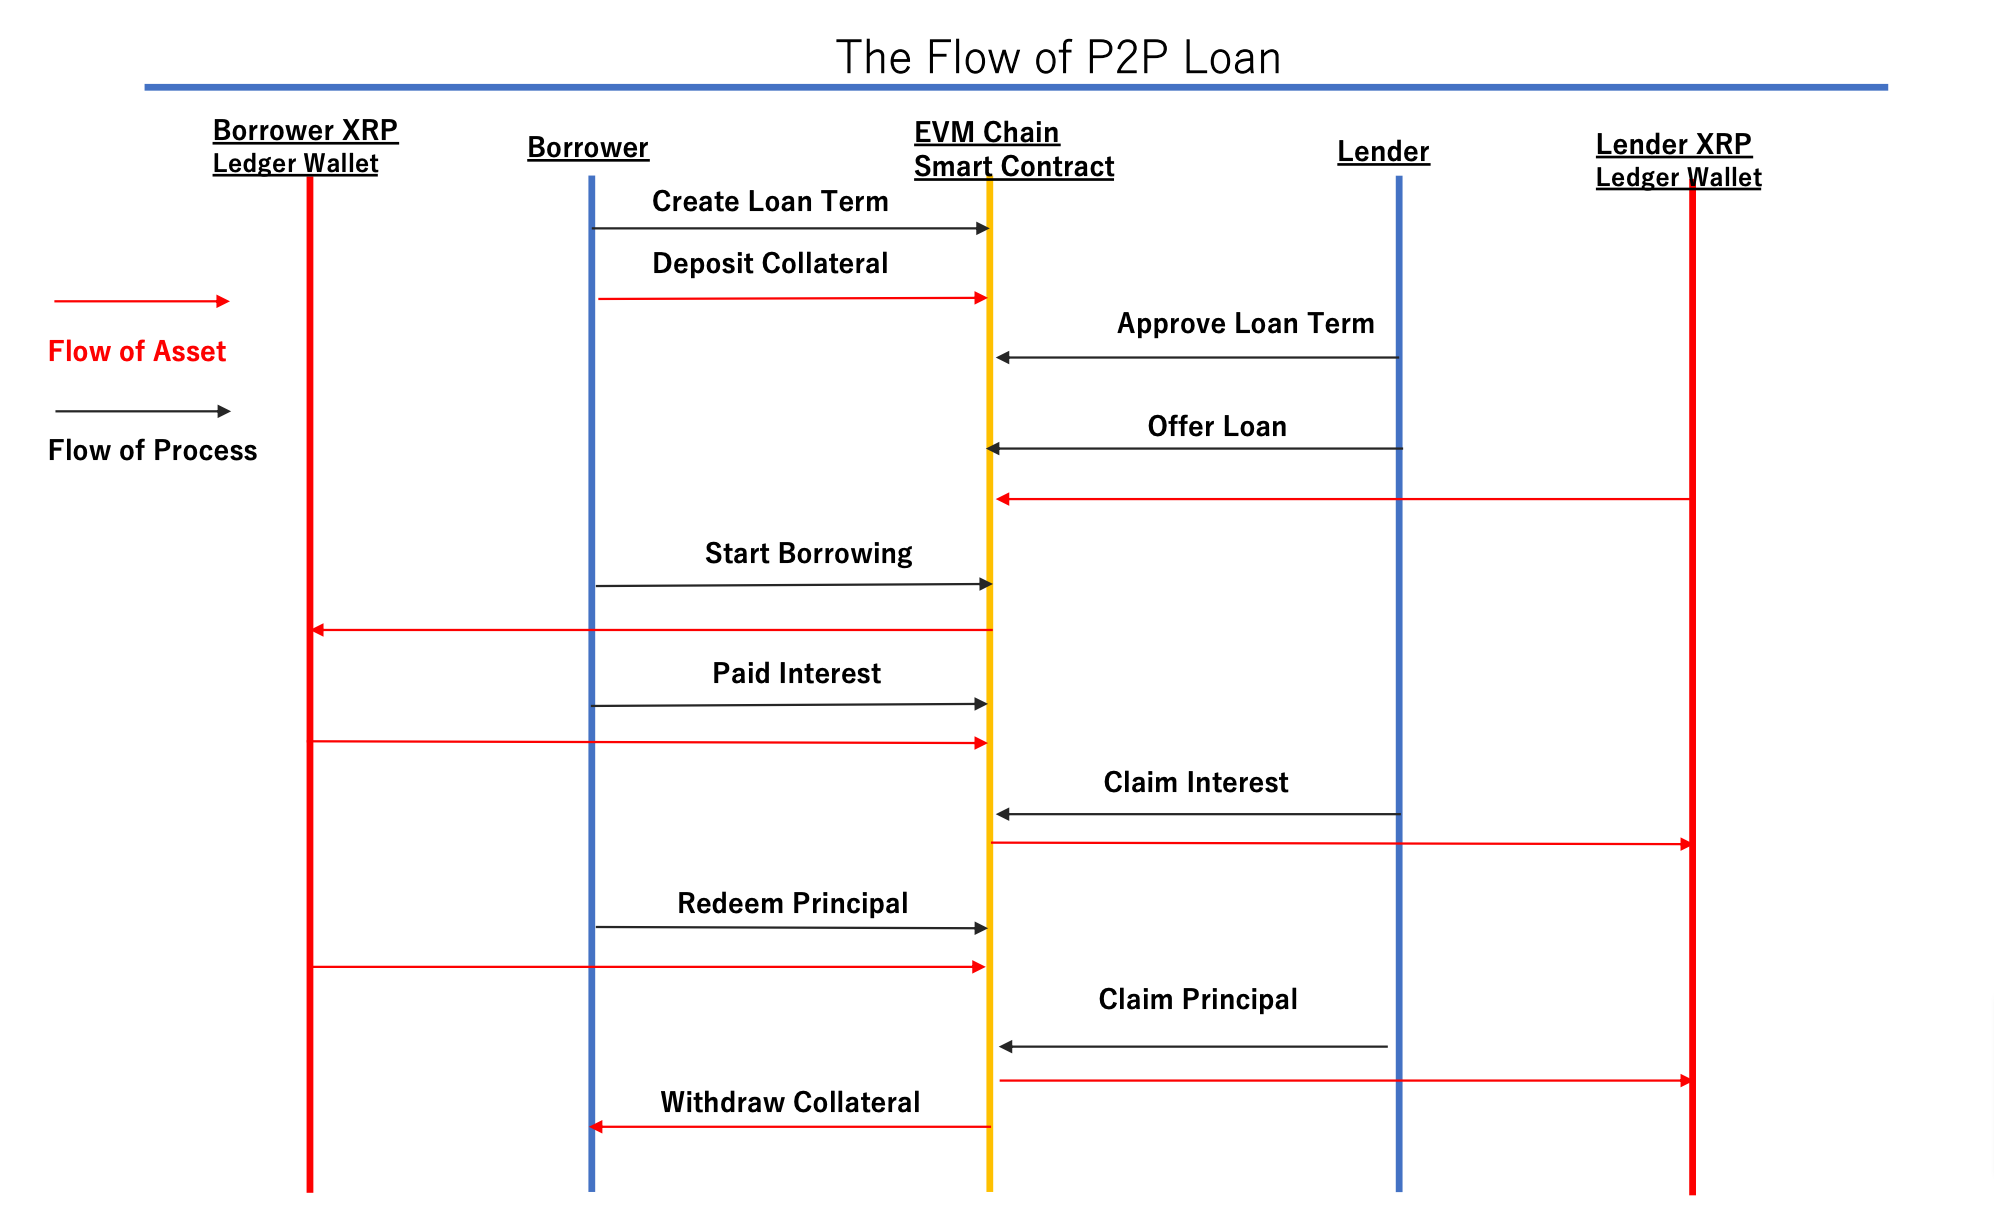 The Flow of P2P Loan
Borrower XRP
Ledger Wallet
Borrower
EVM Chain
Smart Contract
Lender
Lender XRP
Ledger Wallet
Create Loan Term
Deposit Collateral
Approve Loan Term
Flow of Asset
Offer Loan
Flow of Process
Start Borrowing
Paid Interest
Claim Interest
Redeem Principal
Claim Principal
Withdraw Collateral